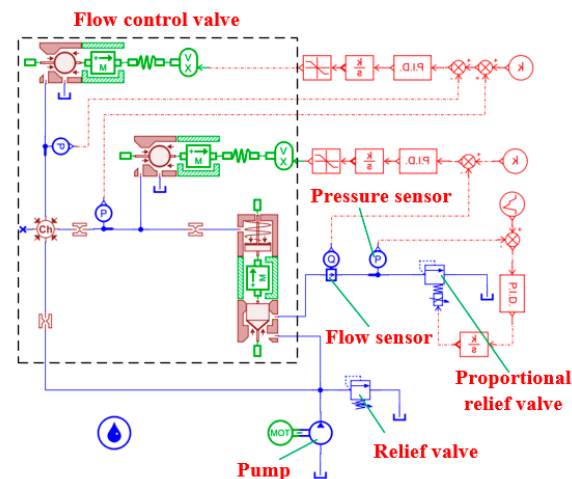 Flow control valve
M
V
X
k
s
P.I.D.
k
P
M
V
X
k
s
P.I.D.
k
Pressure sensor
P
Ch
Q
P
M
P.I.D.
Flow sensor
k
s
Proportional
relief valve
MOT
Relief valve
Pump